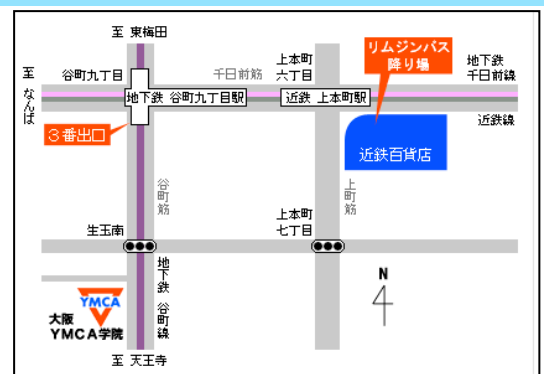 至 東梅田
リムジンバス
降り場
至
なんば
谷町九丁目
千日前筋
上本町
六丁目
地下鉄
千日前線
地下鉄 谷町九丁目駅
近鉄 上本町駅
近鉄線
3番出口
近鉄百貨店
谷町筋
上町筋
生玉南
上本町
七丁目
地下鉄 谷町線
N
YMCA
大阪
YMCA学院
至 天王寺